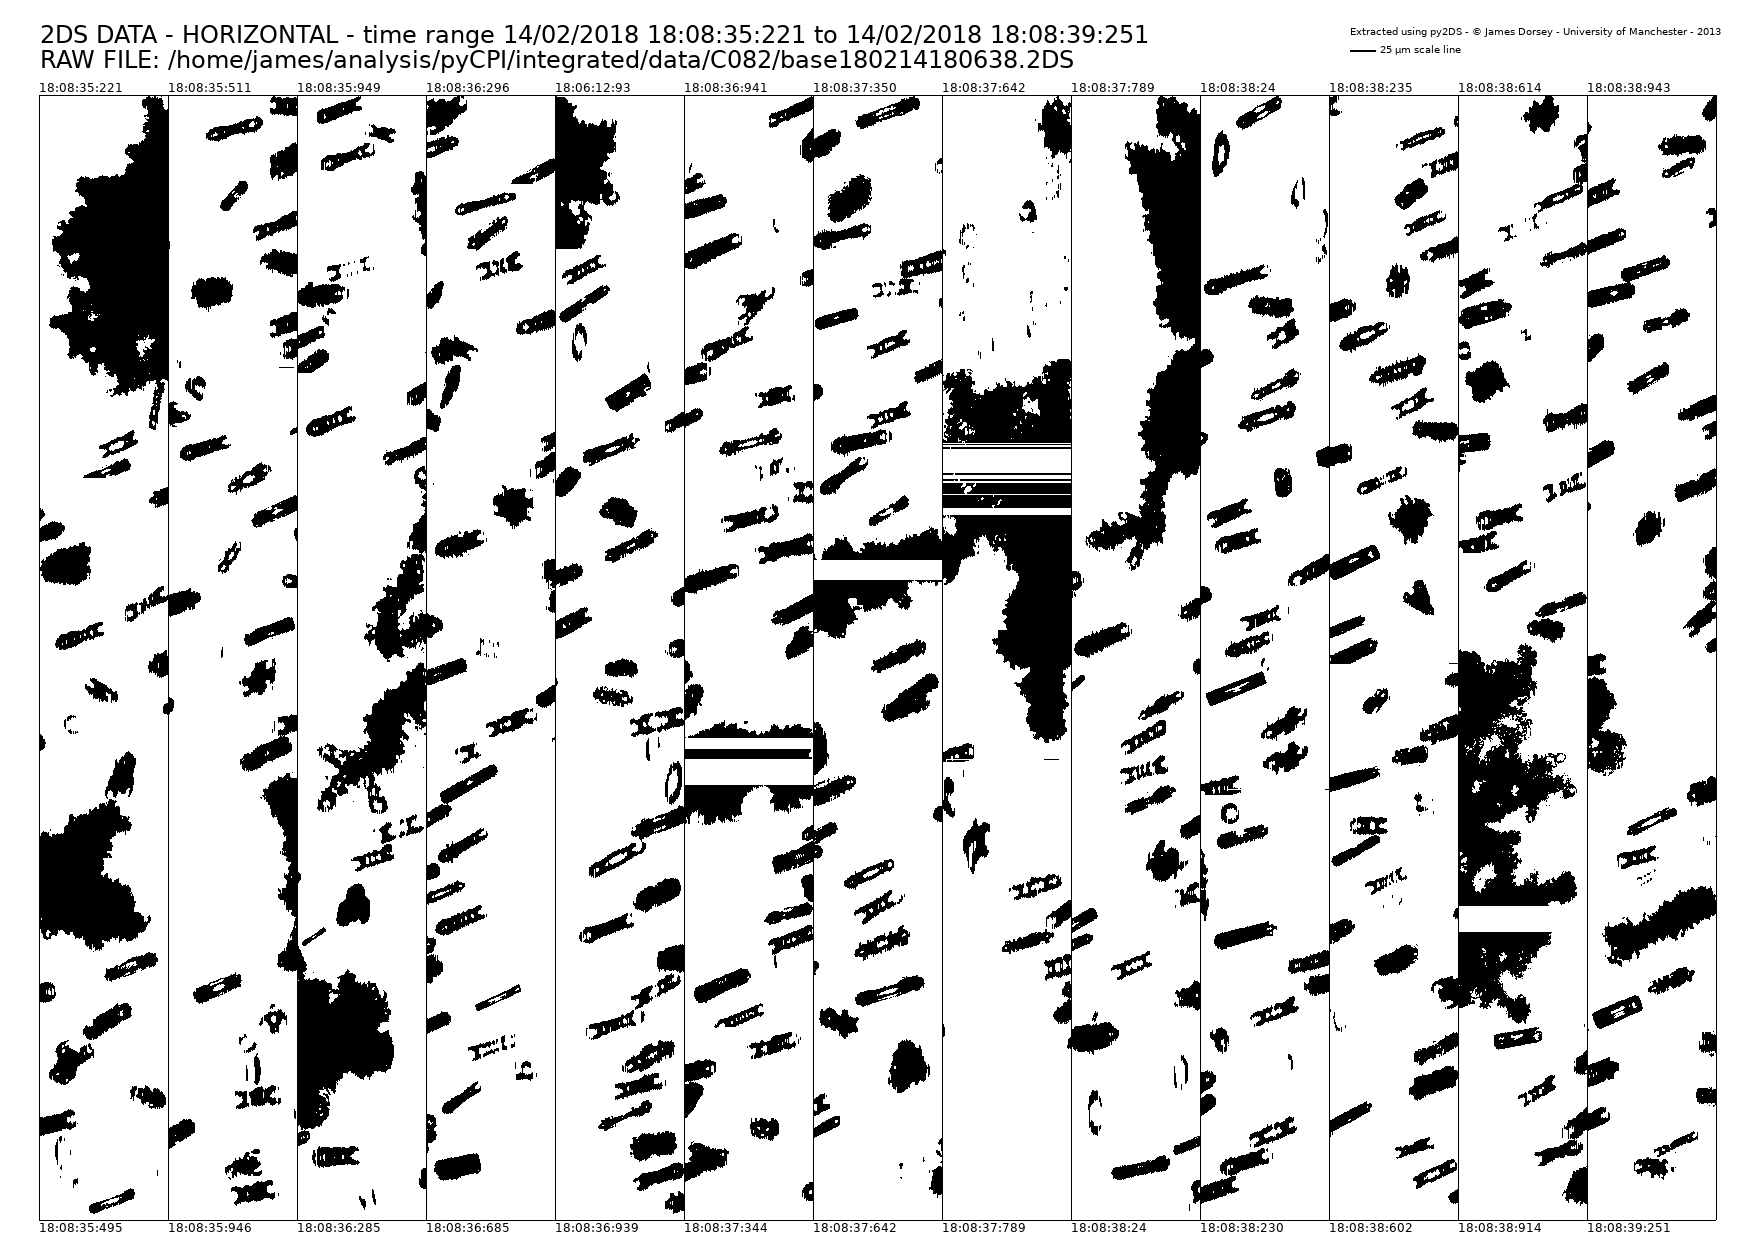 2DS DATA - HORIZONTAL - time range 14/02/2018 18:08:35:221 to 14/02/2018 18:08:39:251
RAW FILE: /home/james/analysis/pyCPI/integrated/data/C082/base180214180638.2DS
Extracted using py2DS - © James Dorsey - University of Manchester - 2013
25 µm scale line
18:08:35:221 18:08:35:511 18:08:35:949 18:08:36:296 18:06:12:93 18:08:36:941 18:08:37:350 18:08:37:642 18:08:37:789 18:08:38:24 18:08:38:235 18:08:38:614 18:08:38:943
18:08:35:495 18:08:35:946 18:08:36:285 18:08:36:685 18:08:36:939 18:08:37:344 18:08:37:642 18:08:37:789 18:08:38:24 18:08:38:230 18:08:38:602 18:08:38:914 18:08:39:251